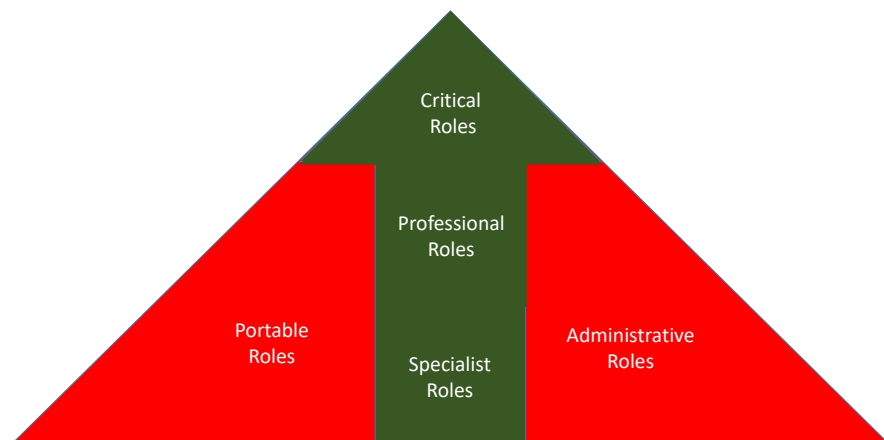 Critical
Roles
Professional
Roles
Portable
Roles
Specialist
Roles
Administrative
Roles